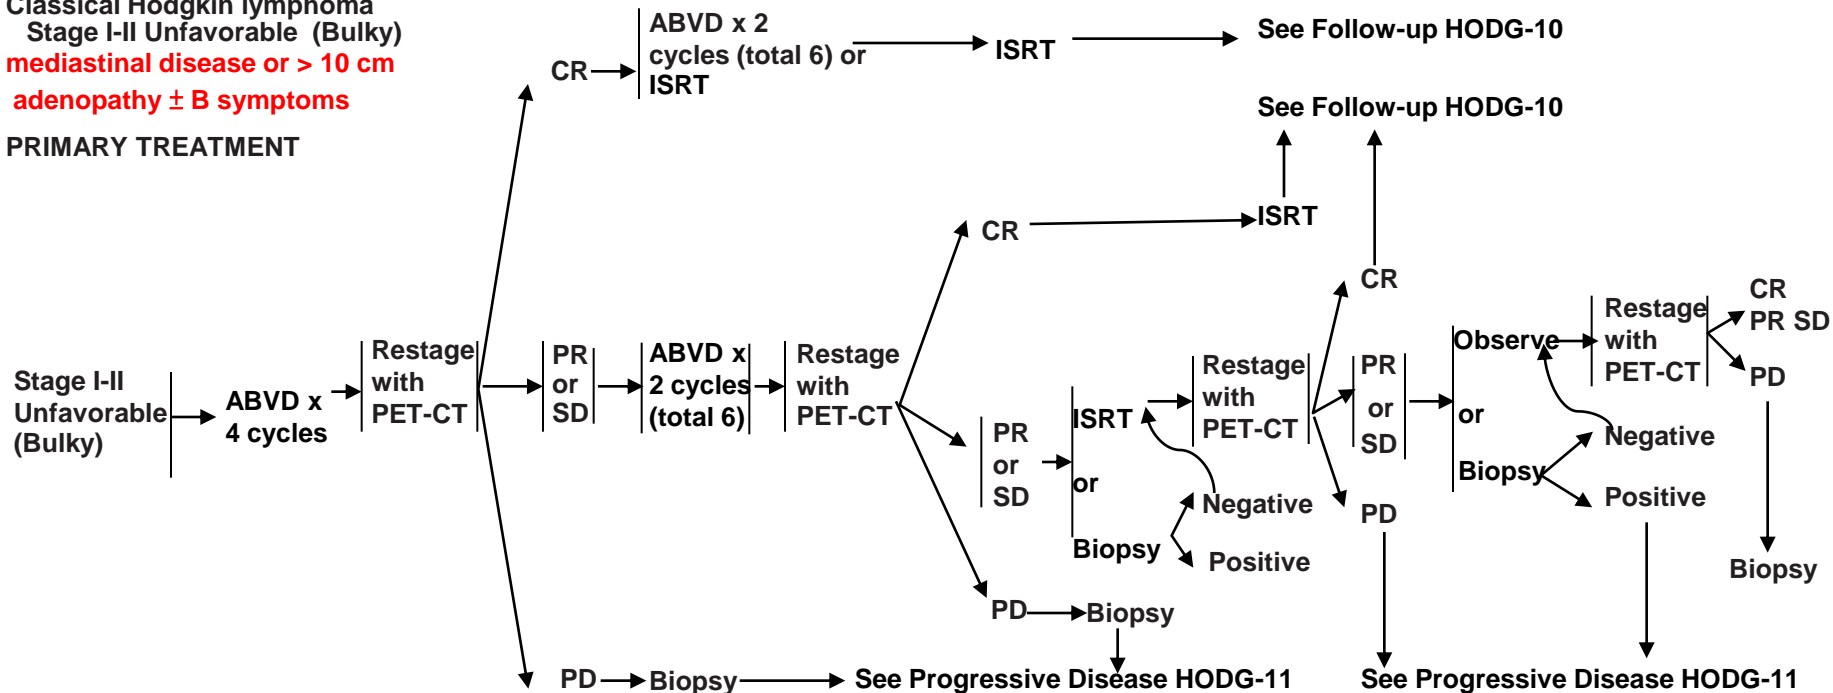 Classical Hodgkin lymphoma
Stage I-II Unfavorable (Bulky)
mediastinal disease or > 10 cm
adenopathy ± B symptoms
PRIMARY TREATMENT
CR
ABVD x 2
cycles (total 6) or
ISRT
ISRT
See Follow-up HODG-10
See Follow-up HODG-10
Stage I-II
Unfavorable
(Bulky)
ABVD x
4 cycles
Restage
with
PET-CT
PR
or
SD
ABVD x
2 cycles
(total 6)
Restage
with
PET-CT
CR
ISRT
PR
or
SD
ISRT
or
Biopsy
Negative
Positive
Restage
with
PET-CT
CR
PR
or
SD
PD
Observe
or
Biopsy
Negative
Positive
Restage
with
PET-CT
CR
PR SD
PD
Biopsy
PD
Biopsy
PD
Biopsy
See Progressive Disease HODG-11
See Progressive Disease HODG-11